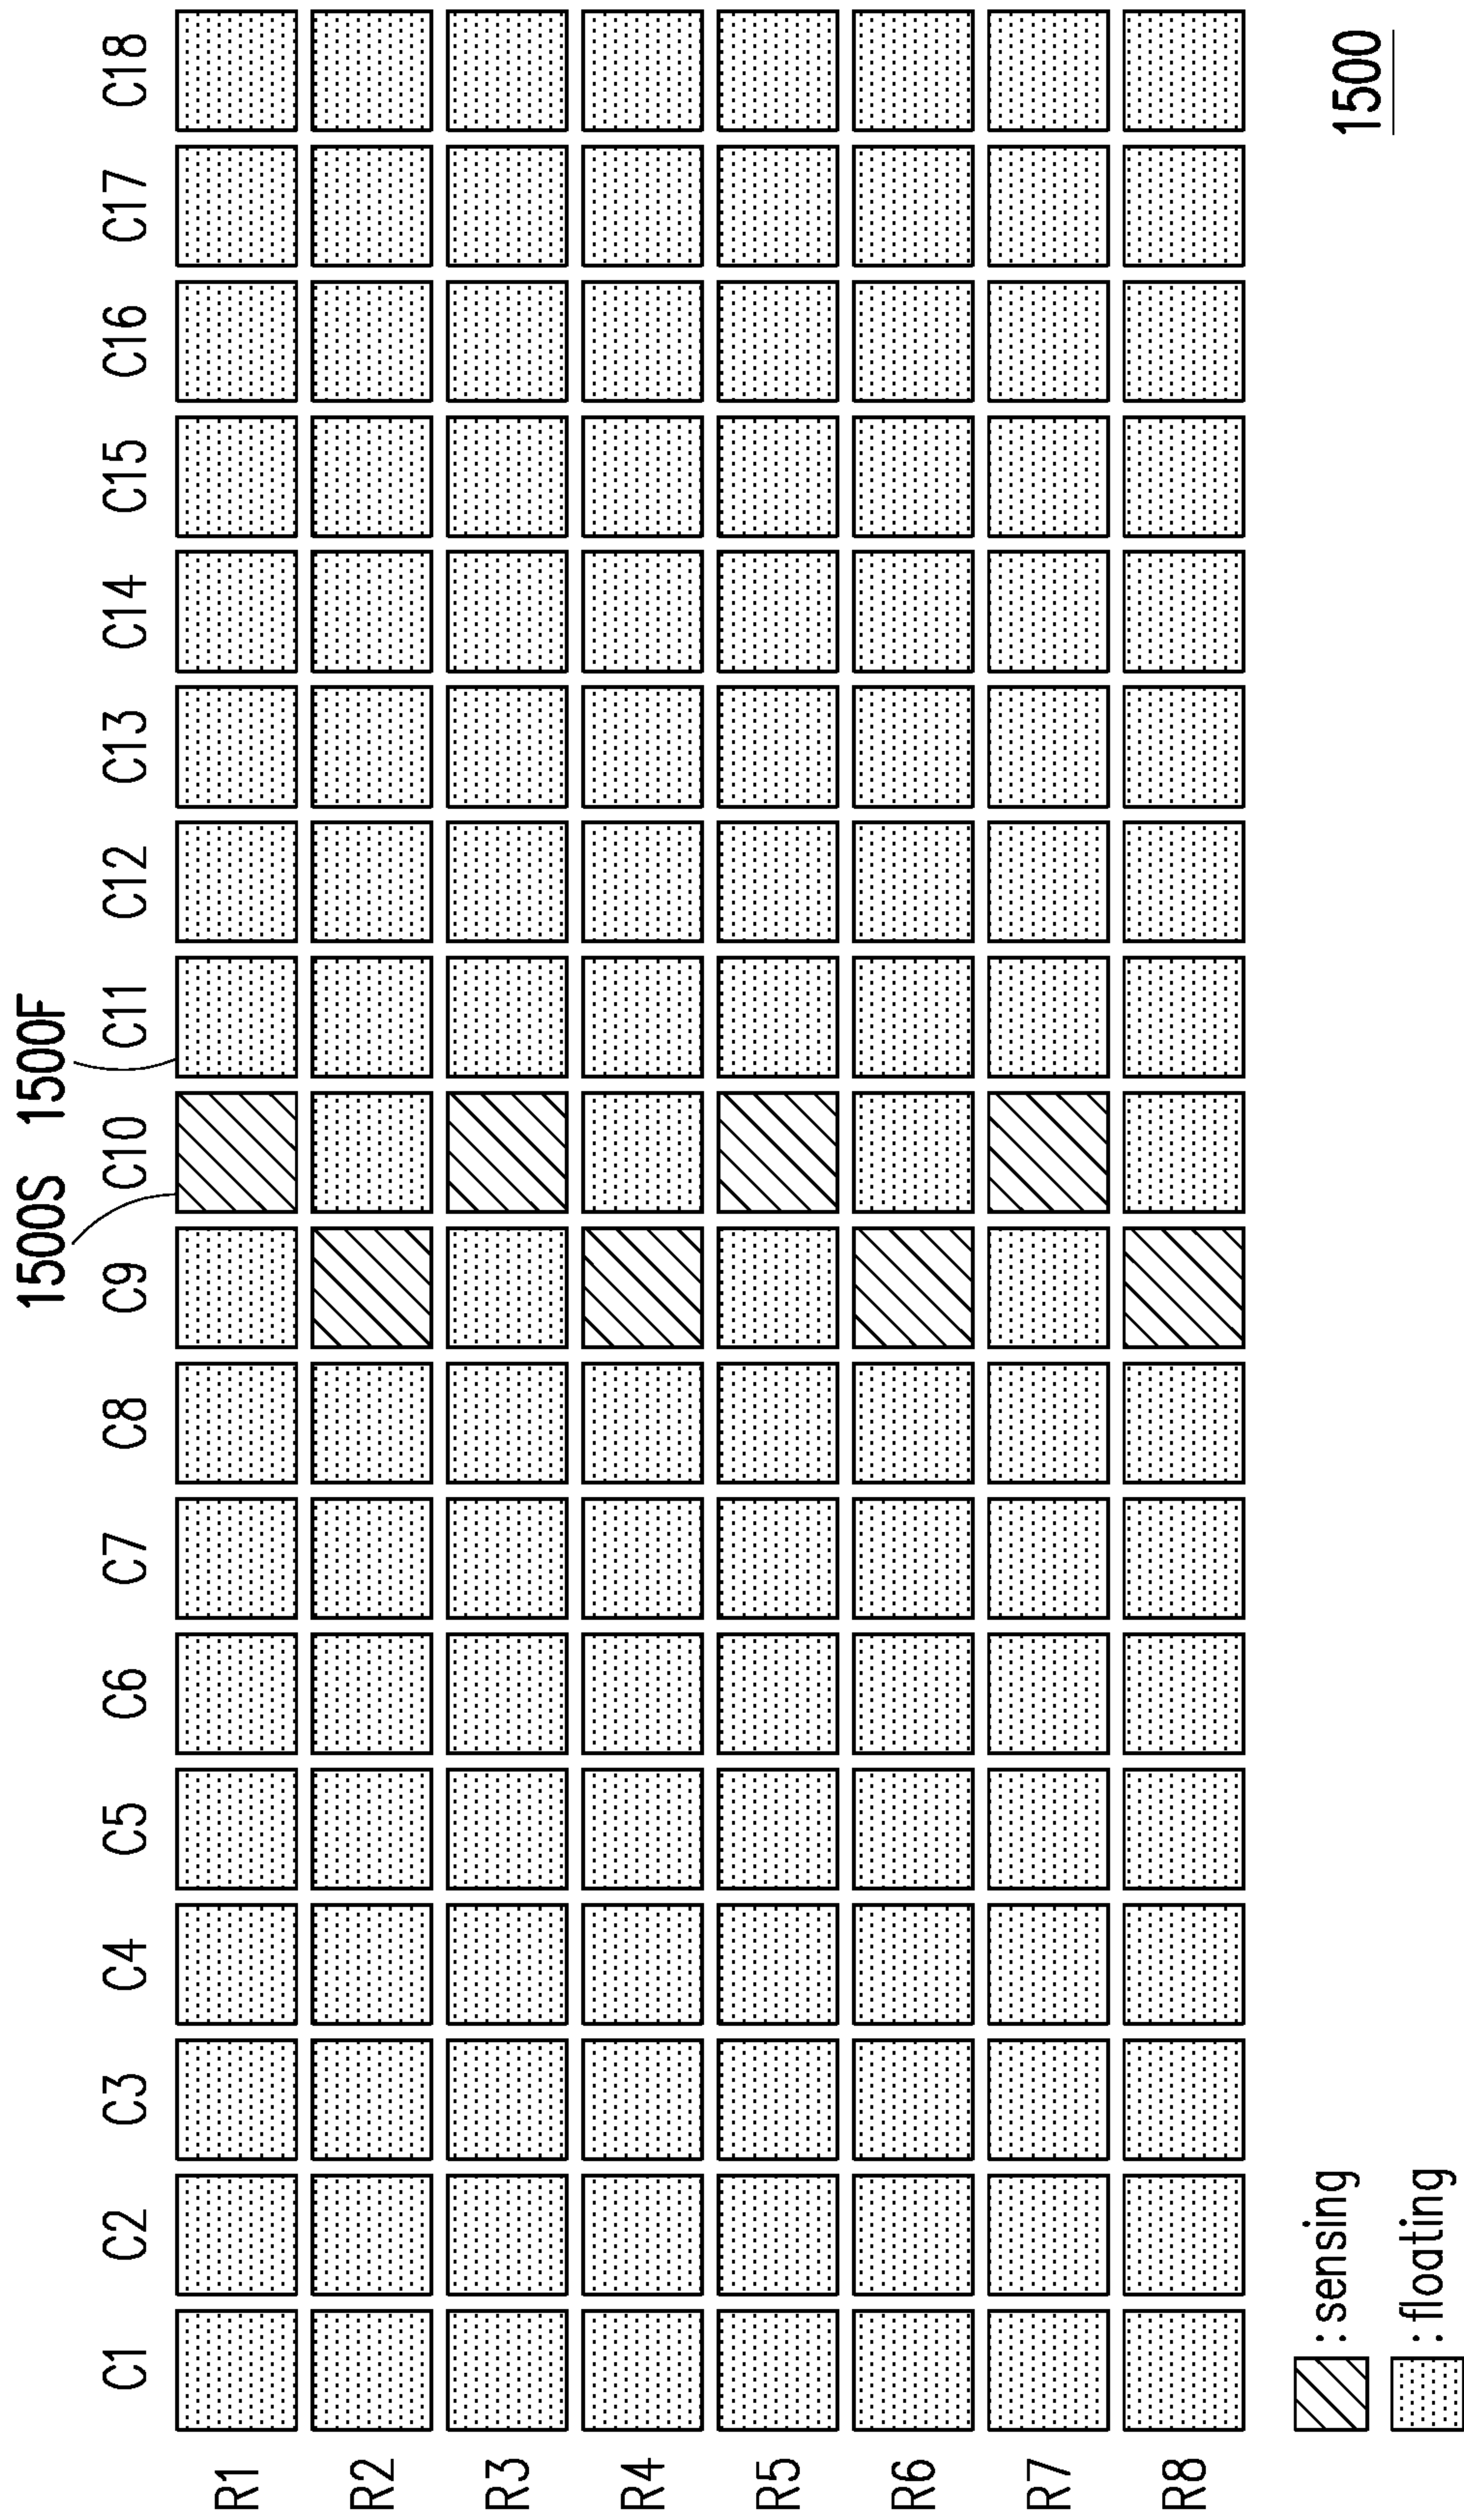 1500S 1500F
C1 C2 C3 C4 C5 C6 C7 C8 C9 C10 C11 C12 C13 C14 C15 C16 C17 C18
R1
R2
R3
R4
R5
R6
R7
R8
: sensing
: floating
1500